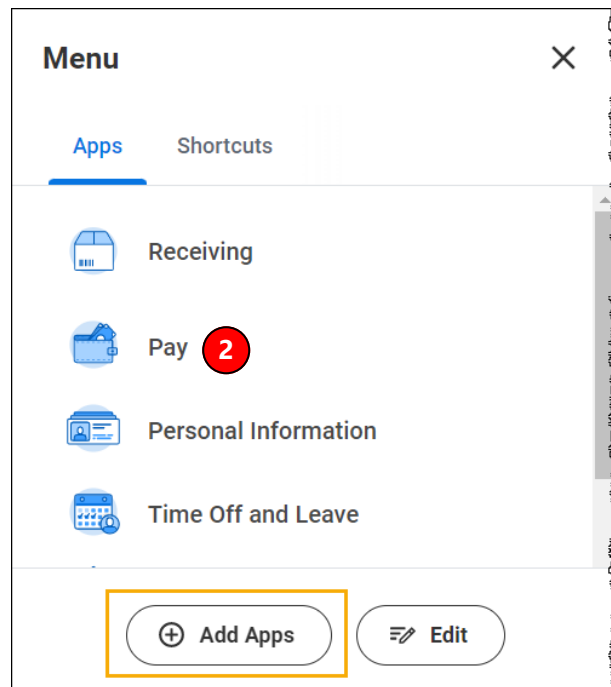 Menu
Apps Shortcuts
Receiving
Pay 2
Personal Information
Time Off and Leave
Add Apps Edit